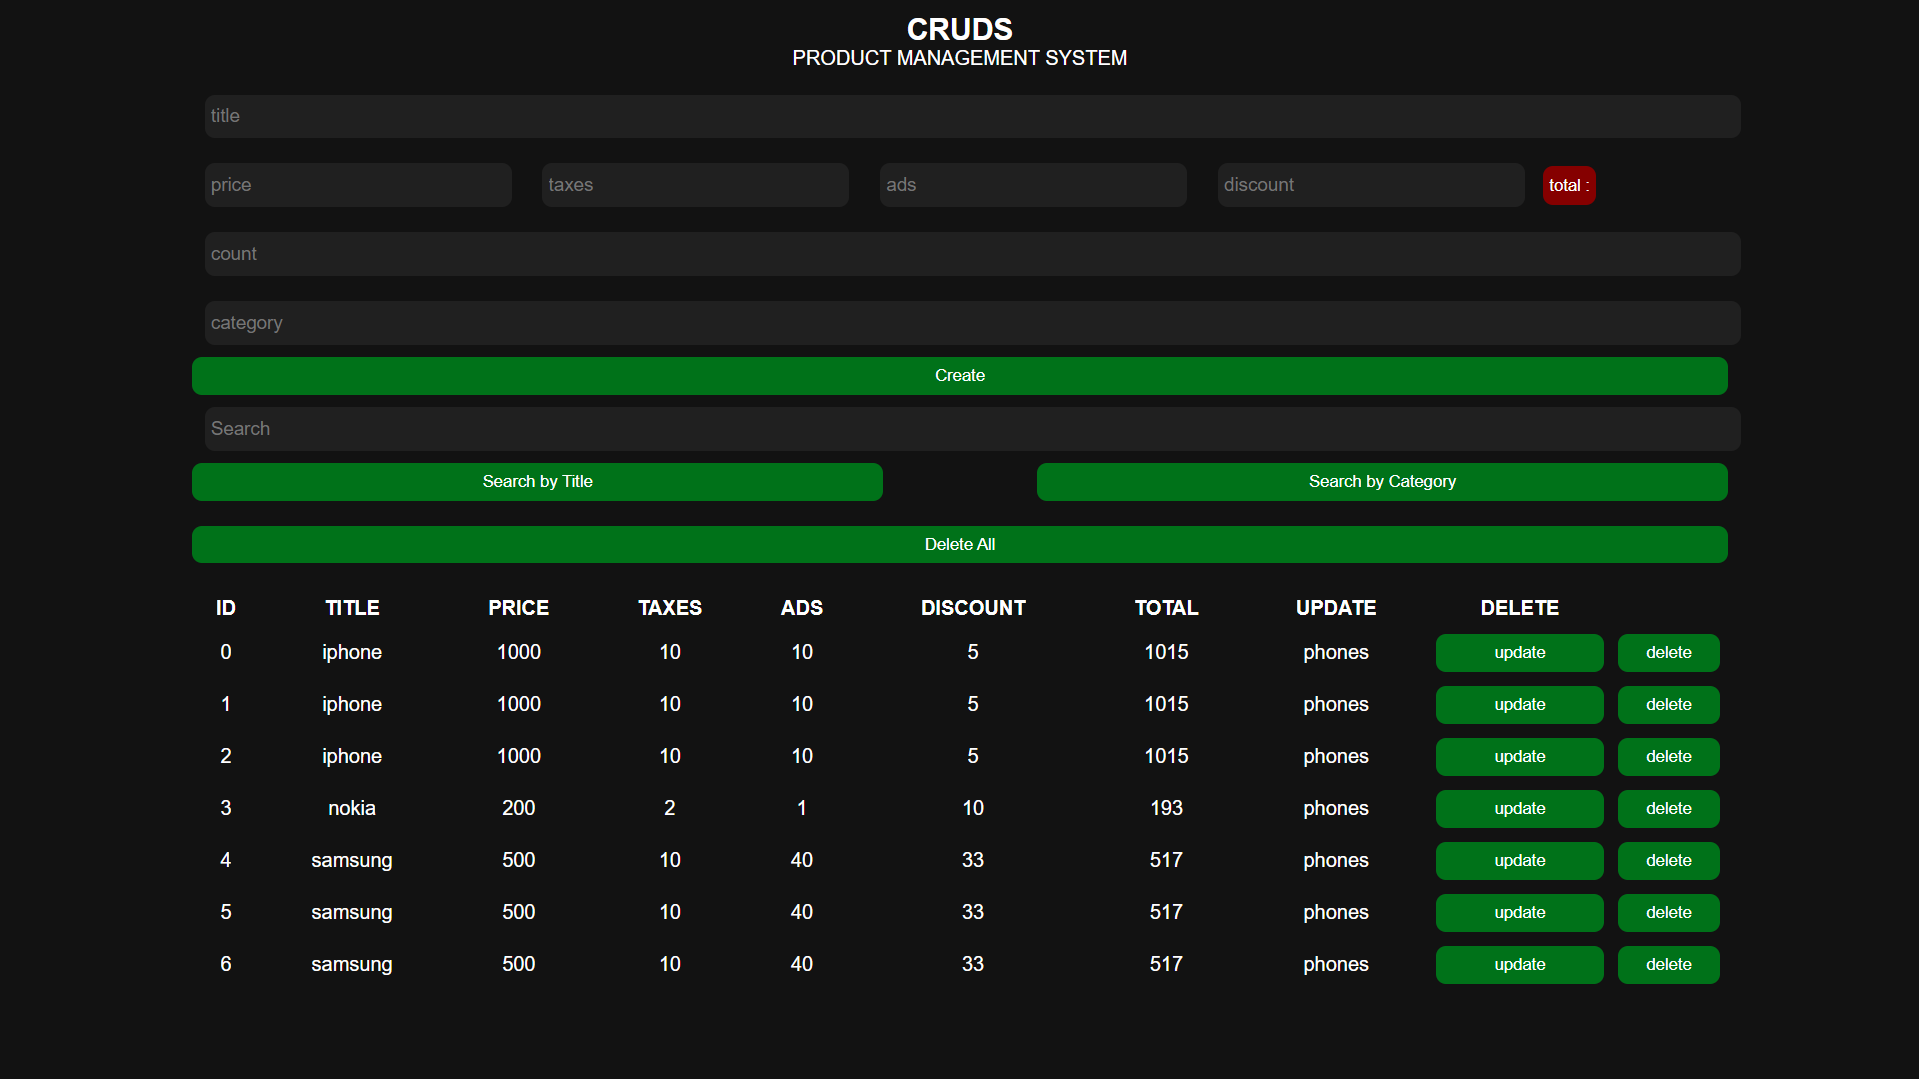 CRUDS
PRODUCT MANAGEMENT SYSTEM
title
price taxes ads discount total :
count
category
Create
Search
Search by Title Search by Category
Delete All
ID TITLE PRICE TAXES ADS DISCOUNT TOTAL UPDATE DELETE
0 iphone 1000 10 10 5 1015 phones update delete
1 iphone 1000 10 10 5 1015 phones update delete
2 iphone 1000 10 10 5 1015 phones update delete
3 nokia 200 2 1 10 193 phones update delete
4 samsung 500 10 40 33 517 phones update delete
5 samsung 500 10 40 33 517 phones update delete
6 samsung 500 10 40 33 517 phones update delete